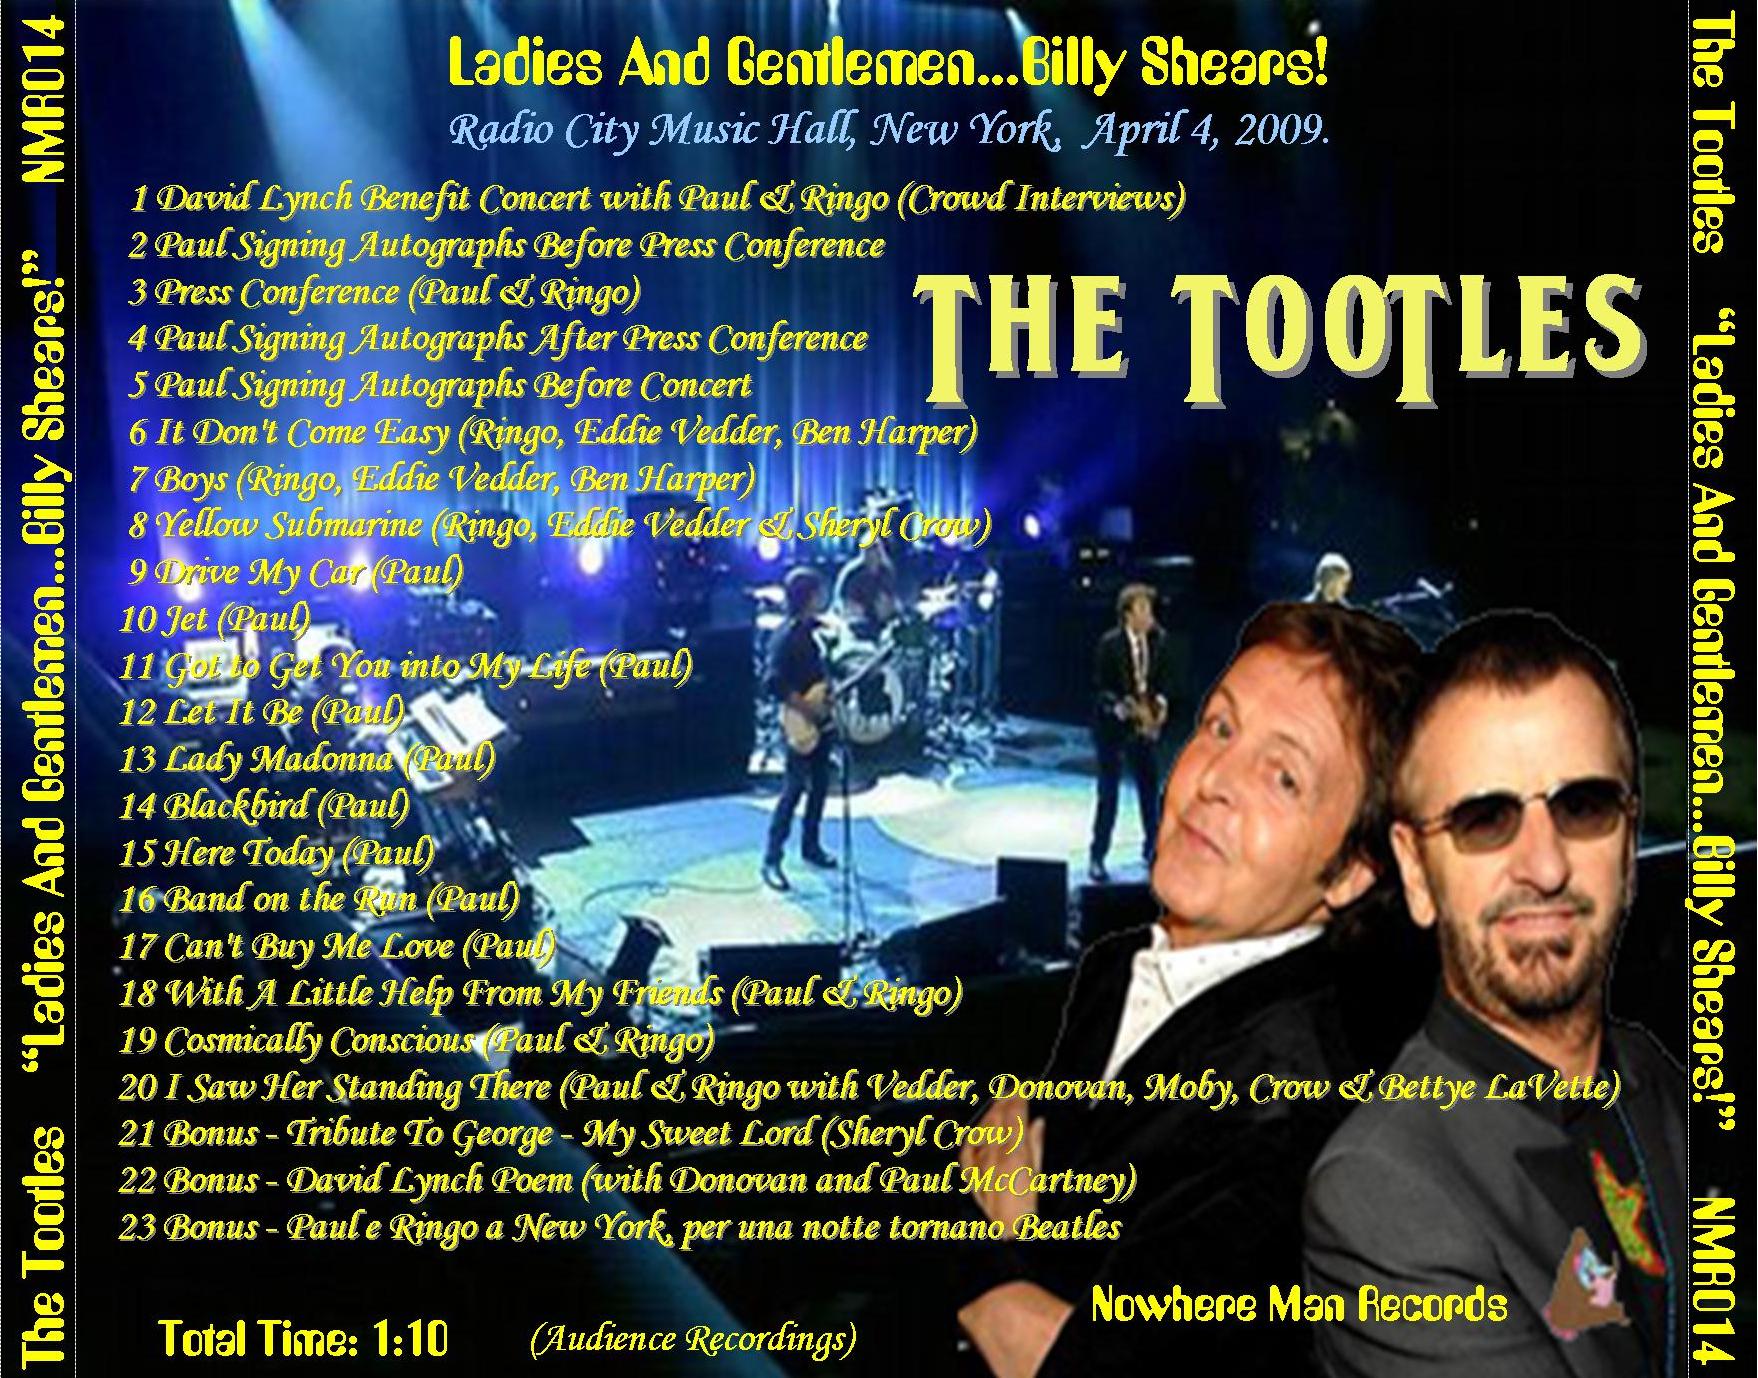 Ladies And Gentlemen...Billy Shears!
Radio City Music Hall, New York, April 4, 2009.
1 David Lynch Benefit Concert with Paul & Ringo (Crowd Interviews)
2 Paul Signing Autographs Before Press Conference
3 Press Conference (Paul & Ringo)
4 Paul Signing Autographs After Press Conference
5 Paul Signing Autographs Before Concert
6 It Don't Come Easy (Ringo, Eddie Vedder, Ben Harper)
7 Boys (Ringo, Eddie Vedder, Ben Harper)
8 Yellow Submarine (Ringo, Eddie Vedder & Sheryl Crow)
9 Drive My Car (Paul)
10 Jet (Paul)
11 Got to Get You into My Life (Paul)
12 Let It Be (Paul)
13 Lady Madonna (Paul)
14 Blackbird (Paul)
15 Here Today (Paul)
16 Band on the Run (Paul)
17 Can't Buy Me Love (Paul)
18 With A Little Help From My Friends (Paul & Ringo)
19 Cosmically Conscious (Paul & Ringo)
20 I Saw Her Standing There (Paul & Ringo with Vedder, Donovan, Moby, Crow & Bettye LaVette)
21 Bonus - Tribute To George - My Sweet Lord (Sheryl Crow)
22 Bonus - David Lynch Poem (with Donovan and Paul McCartney)
23 Bonus - Paul e Ringo a New York, per una notte tornano Beatles
THE TOOTLES
Total Time: 1:10
(Audience Recordings)
Nowhere Man Records
The Tootles "Ladies And Gentlemen...Billy Shears!" NMR014
The Tootles "Ladies And Gentlemen...Billy Shears!" NMR014